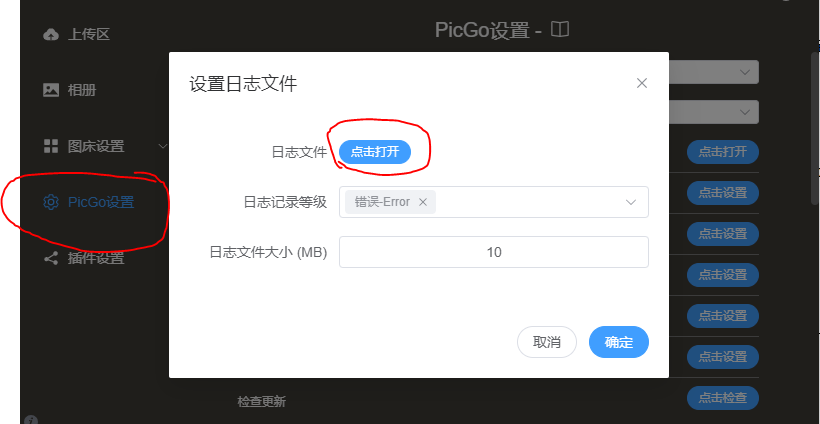 上传区
PicGo设置 -
设置日志文件
相册
图床设置
日志文件 点击打开
点击打开
PicGo设置
日志记录等级 错误-Error
点击设置
点击设置
插件设置
日志文件大小 (MB) 10
点击设置
点击设置
取消 确定
点击设置
检查更新 点击检查